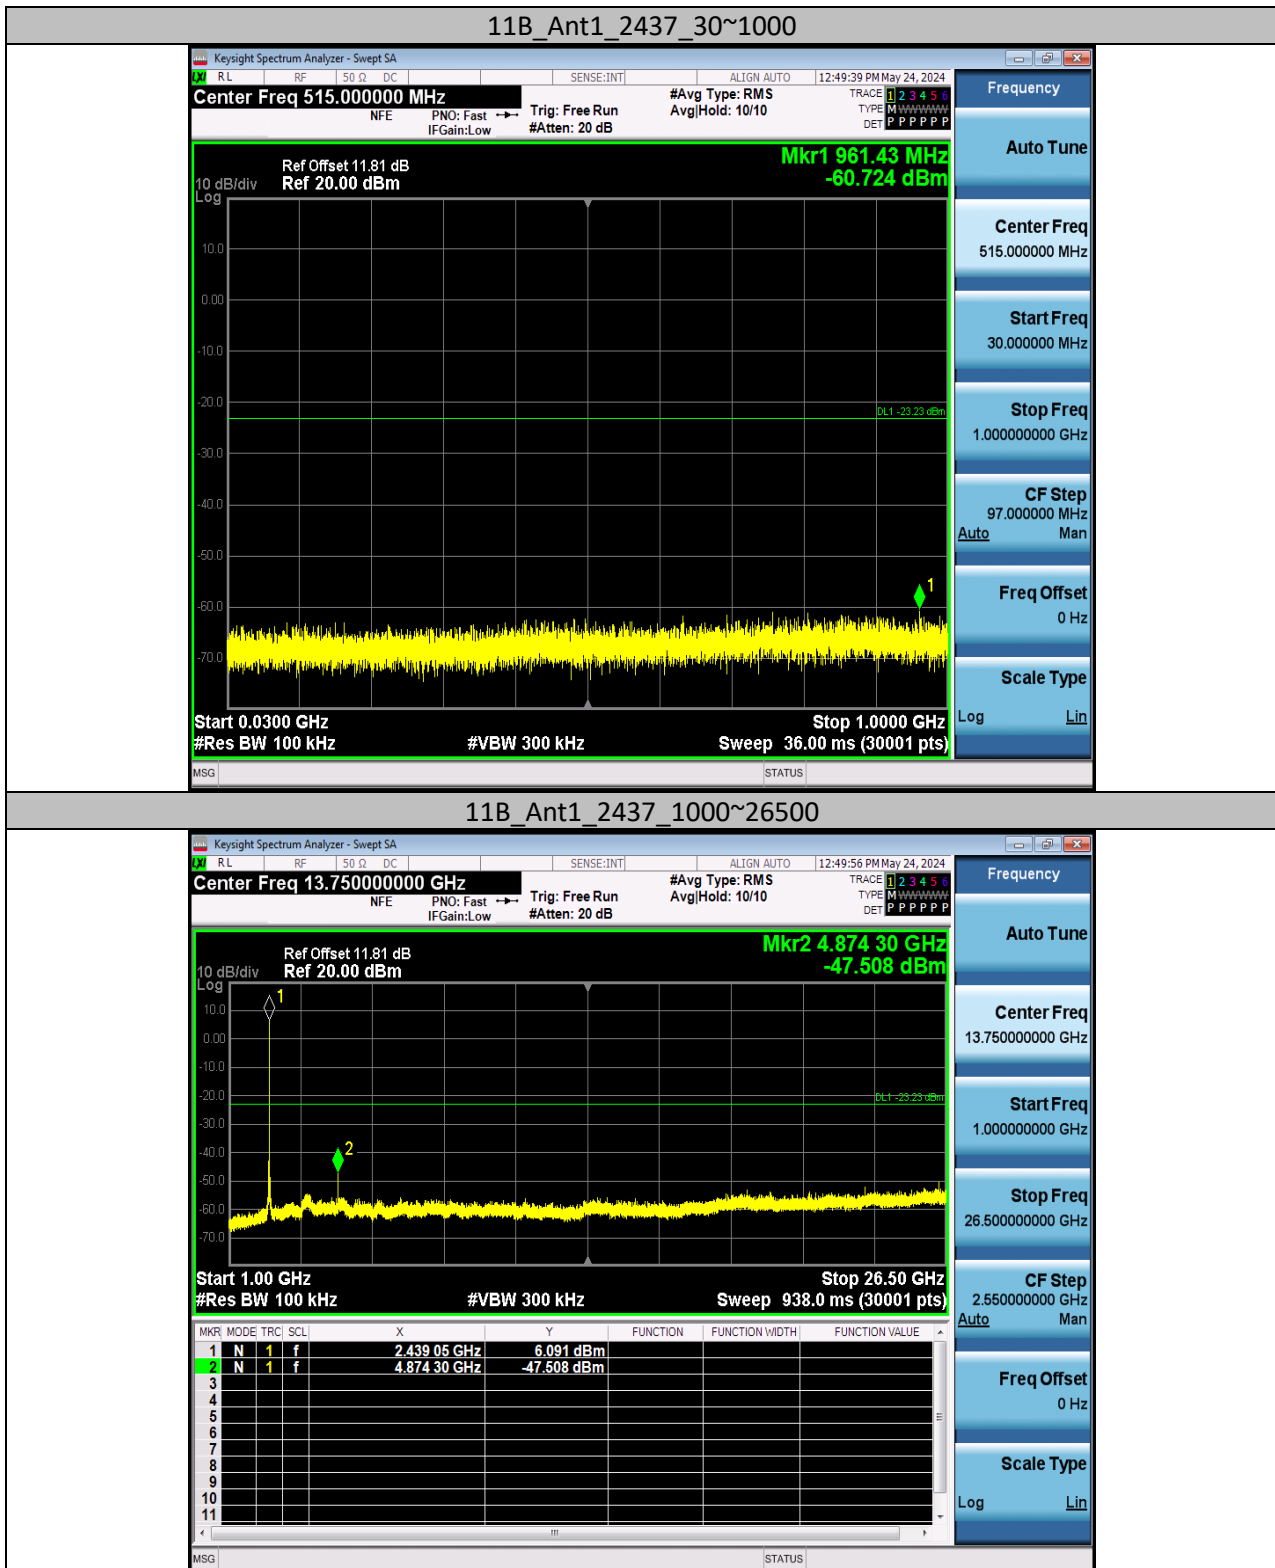 11B_Ant1_2437_30~1000
Keysight Spectrum Analyzer - Swept SA
LXI RL RF 50 Ω DC SENSE:INT ALIGN AUTO 12:49:39 PM May 24, 2024
Center Freq 515.000000 MHz #Avg Type: RMS TRACE 1 2 3 4 5 6
NFE PNO: Fast Trig: Free Run Avg|Hold: 10/10 TYPE M WWWWW
IFGain:Low #Atten: 20 dB DET P P P P P P
Mkr1 961.43 MHz
-60.724 dBm
Ref Offset 11.81 dB
10 dB/div Ref 20.00 dBm
Log
10.0
0.00
-10.0
-20.0
DL1 -23.23 dBm
-30.0
-40.0
-50.0
1
-60.0
-70.0
Start 0.0300 GHz Stop 1.0000 GHz
#Res BW 100 kHz #VBW 300 kHz Sweep 36.00 ms (30001 pts)
MSG STATUS
Frequency
Auto Tune
Center Freq
515.000000 MHz
Start Freq
30.000000 MHz
Stop Freq
1.000000000 GHz
CF Step
97.000000 MHz
Auto Man
Freq Offset
0 Hz
Scale Type
Log Lin
11B_Ant1_2437_1000~26500
Keysight Spectrum Analyzer - Swept SA
LXI RL RF 50 Ω DC SENSE:INT ALIGN AUTO 12:49:56 PM May 24, 2024
Center Freq 13.750000000 GHz #Avg Type: RMS TRACE 1 2 3 4 5 6
NFE PNO: Fast Trig: Free Run Avg|Hold: 10/10 TYPE M WWWWW
IFGain:Low #Atten: 20 dB DET P P P P P P
Mkr2 4.874 30 GHz
-47.508 dBm
Ref Offset 11.81 dB
10 dB/div Ref 20.00 dBm
Log
1
10.0
0.00
-10.0
-20.0
DL1 -23.23 dBm
-30.0
-40.0
2
-50.0
-60.0
-70.0
Start 1.00 GHz Stop 26.50 GHz
#Res BW 100 kHz #VBW 300 kHz Sweep 938.0 ms (30001 pts)
MKR MODE TRC SCL X Y FUNCTION FUNCTION WIDTH FUNCTION VALUE
1 N 1 f 2.439 05 GHz 6.091 dBm
2 N 1 f 4.874 30 GHz -47.508 dBm
3
4
5
6
7
8
9
10
11
MSG STATUS
Frequency
Auto Tune
Center Freq
13.750000000 GHz
Start Freq
1.000000000 GHz
Stop Freq
26.500000000 GHz
CF Step
2.550000000 GHz
Auto Man
Freq Offset
0 Hz
Scale Type
Log Lin